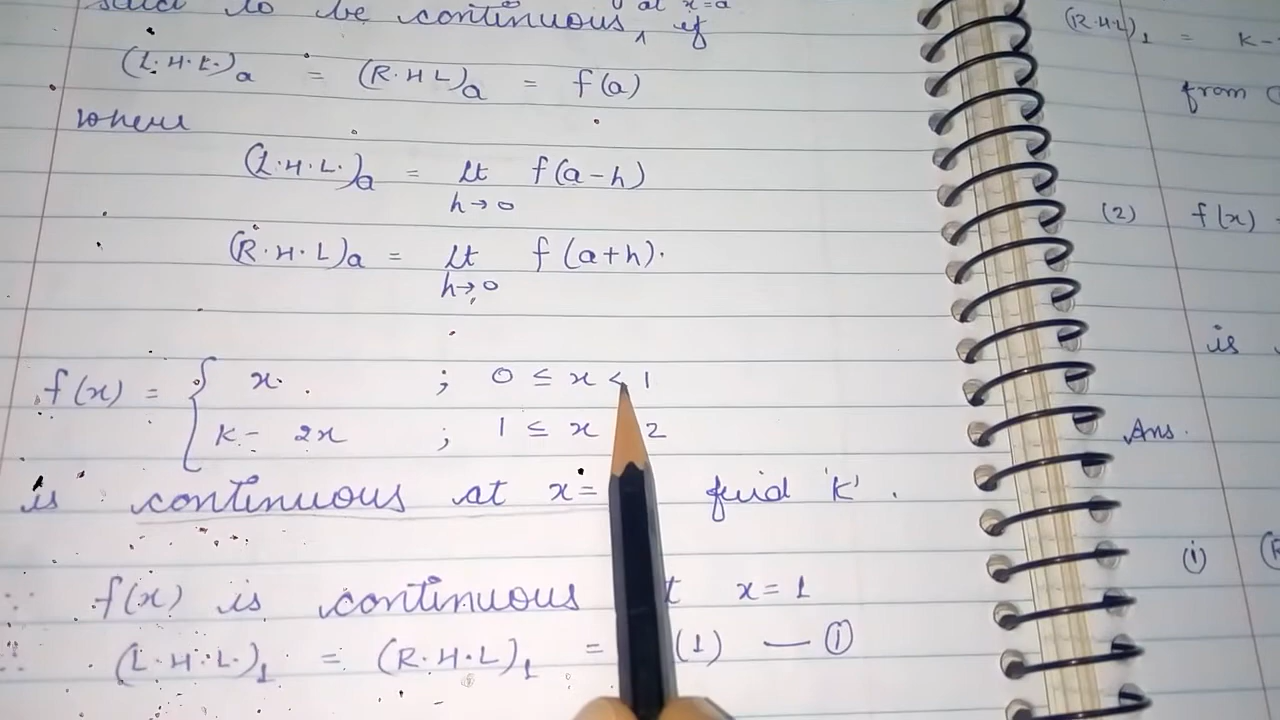 said to be continuous, at x=a if
(L.H.L.)a = (R.H.L)a = f(a)
where
(L.H.L.)a = lt f(a-h)
h→0
(R.H.L)a = lt f(a+h).
h→0
f(x) = { x. ; 0 ≤ x < 1
k - 2x ; 1 ≤ x 2
is continuous at x= find 'k'.
∵ f(x) is continuous t x=1
∴ (L.H.L.)1 = (R.H.L)1 = (1) — ①
(R.H.L)1 = k-
from
(2) f(x)
is
Ans.
(i)